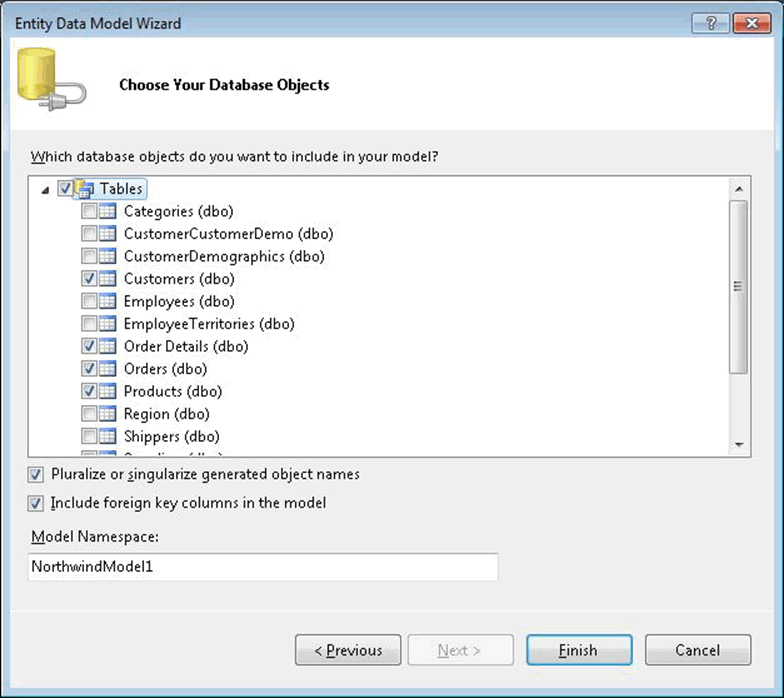 Entity Data Model Wizard
Choose Your Database Objects
Which database objects do you want to include in your model?
Tables
Categories (dbo)
CustomerCustomerDemo (dbo)
CustomerDemographics (dbo)
Customers (dbo)
Employees (dbo)
EmployeeTerritories (dbo)
Order Details (dbo)
Orders (dbo)
Products (dbo)
Region (dbo)
Shippers (dbo)
Pluralize or singularize generated object names
Include foreign key columns in the model
Model Namespace:
NorthwindModel1
< Previous Next > Finish Cancel